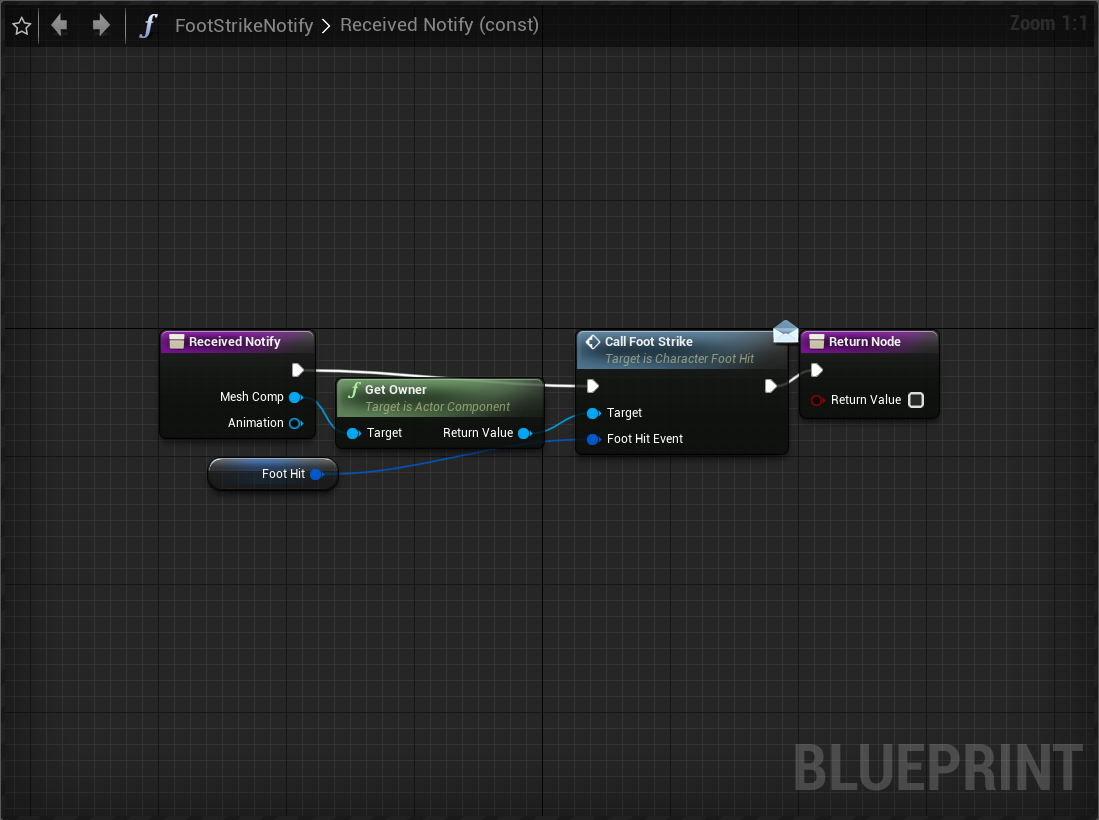 FootStrikeNotify > Received Notify (const)
Zoom 1:1
Received Notify
Mesh Comp
Animation
Get Owner
Target is Actor Component
Target
Return Value
Foot Hit
Call Foot Strike
Target is Character Foot Hit
Target
Foot Hit Event
Return Node
Return Value
BLUEPRINT